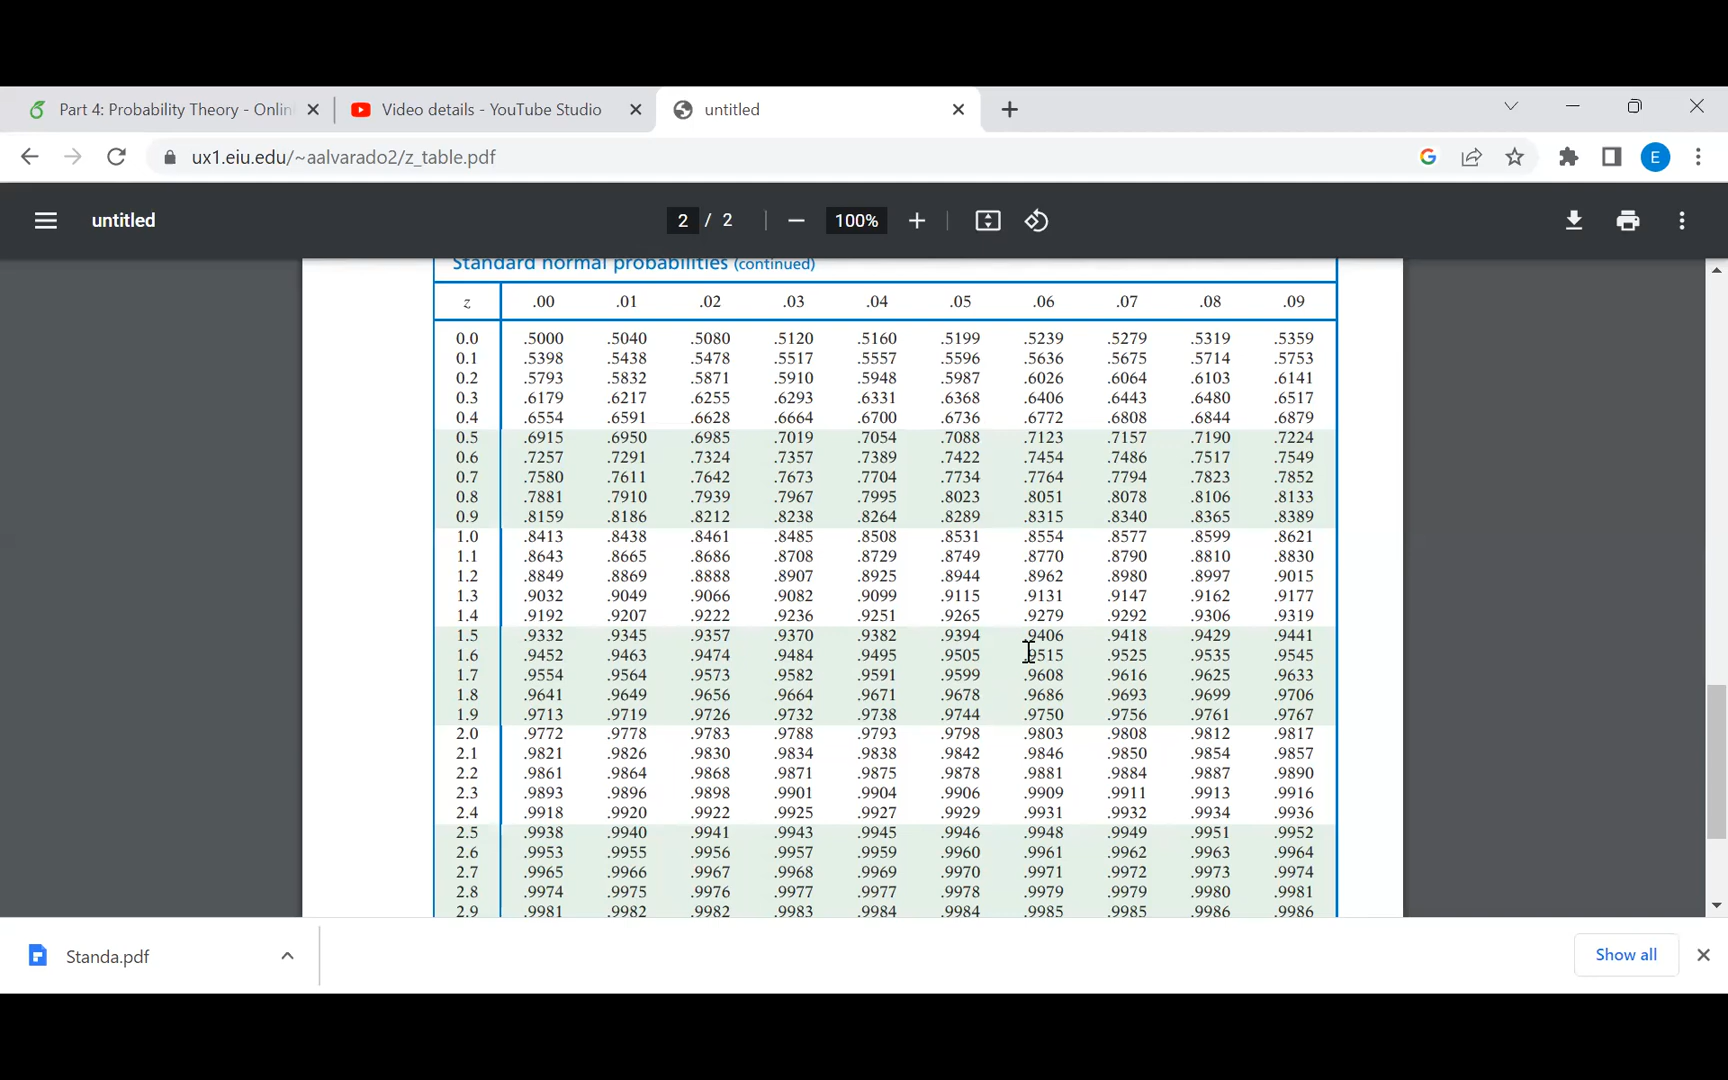 Part 4: Probability Theory - Onlin
Video details - YouTube Studio
untitled
ux1.eiu.edu/~aalvarado2/z_table.pdf
E
untitled
2 / 2
100%
Standard normal probabilities (continued)
z .00 .01 .02 .03 .04 .05 .06 .07 .08 .09
0.0 .5000 .5040 .5080 .5120 .5160 .5199 .5239 .5279 .5319 .5359
0.1 .5398 .5438 .5478 .5517 .5557 .5596 .5636 .5675 .5714 .5753
0.2 .5793 .5832 .5871 .5910 .5948 .5987 .6026 .6064 .6103 .6141
0.3 .6179 .6217 .6255 .6293 .6331 .6368 .6406 .6443 .6480 .6517
0.4 .6554 .6591 .6628 .6664 .6700 .6736 .6772 .6808 .6844 .6879
0.5 .6915 .6950 .6985 .7019 .7054 .7088 .7123 .7157 .7190 .7224
0.6 .7257 .7291 .7324 .7357 .7389 .7422 .7454 .7486 .7517 .7549
0.7 .7580 .7611 .7642 .7673 .7704 .7734 .7764 .7794 .7823 .7852
0.8 .7881 .7910 .7939 .7967 .7995 .8023 .8051 .8078 .8106 .8133
0.9 .8159 .8186 .8212 .8238 .8264 .8289 .8315 .8340 .8365 .8389
1.0 .8413 .8438 .8461 .8485 .8508 .8531 .8554 .8577 .8599 .8621
1.1 .8643 .8665 .8686 .8708 .8729 .8749 .8770 .8790 .8810 .8830
1.2 .8849 .8869 .8888 .8907 .8925 .8944 .8962 .8980 .8997 .9015
1.3 .9032 .9049 .9066 .9082 .9099 .9115 .9131 .9147 .9162 .9177
1.4 .9192 .9207 .9222 .9236 .9251 .9265 .9279 .9292 .9306 .9319
1.5 .9332 .9345 .9357 .9370 .9382 .9394 .9406 .9418 .9429 .9441
1.6 .9452 .9463 .9474 .9484 .9495 .9505 .9515 .9525 .9535 .9545
1.7 .9554 .9564 .9573 .9582 .9591 .9599 .9608 .9616 .9625 .9633
1.8 .9641 .9649 .9656 .9664 .9671 .9678 .9686 .9693 .9699 .9706
1.9 .9713 .9719 .9726 .9732 .9738 .9744 .9750 .9756 .9761 .9767
2.0 .9772 .9778 .9783 .9788 .9793 .9798 .9803 .9808 .9812 .9817
2.1 .9821 .9826 .9830 .9834 .9838 .9842 .9846 .9850 .9854 .9857
2.2 .9861 .9864 .9868 .9871 .9875 .9878 .9881 .9884 .9887 .9890
2.3 .9893 .9896 .9898 .9901 .9904 .9906 .9909 .9911 .9913 .9916
2.4 .9918 .9920 .9922 .9925 .9927 .9929 .9931 .9932 .9934 .9936
2.5 .9938 .9940 .9941 .9943 .9945 .9946 .9948 .9949 .9951 .9952
2.6 .9953 .9955 .9956 .9957 .9959 .9960 .9961 .9962 .9963 .9964
2.7 .9965 .9966 .9967 .9968 .9969 .9970 .9971 .9972 .9973 .9974
2.8 .9974 .9975 .9976 .9977 .9977 .9978 .9979 .9979 .9980 .9981
2.9 .9981 .9982 .9982 .9983 .9984 .9984 .9985 .9985 .9986 .9986
Standa.pdf
Show all